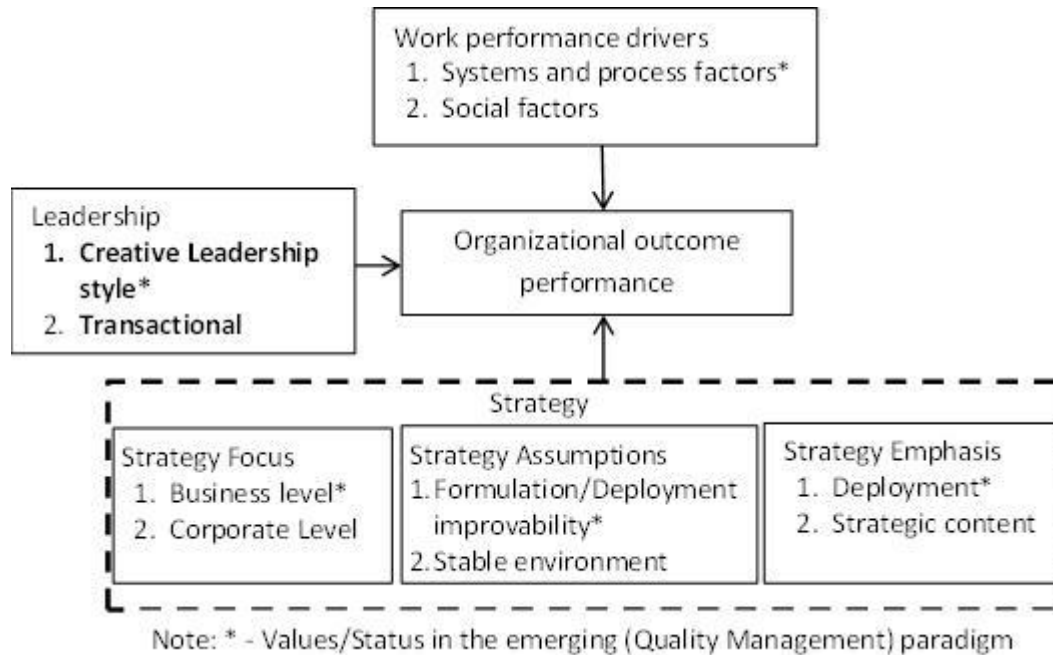 Work performance drivers
1. Systems and process factors*
2. Social factors
Leadership
1. Creative Leadership
style*
2. Transactional
Organizational outcome
performance
Strategy
Strategy Focus
1. Business level*
2. Corporate Level
Strategy Assumptions
1. Formulation/Deployment
improvability*
2. Stable environment
Strategy Emphasis
1. Deployment*
2. Strategic content
Note: * - Values/Status in the emerging (Quality Management) paradigm